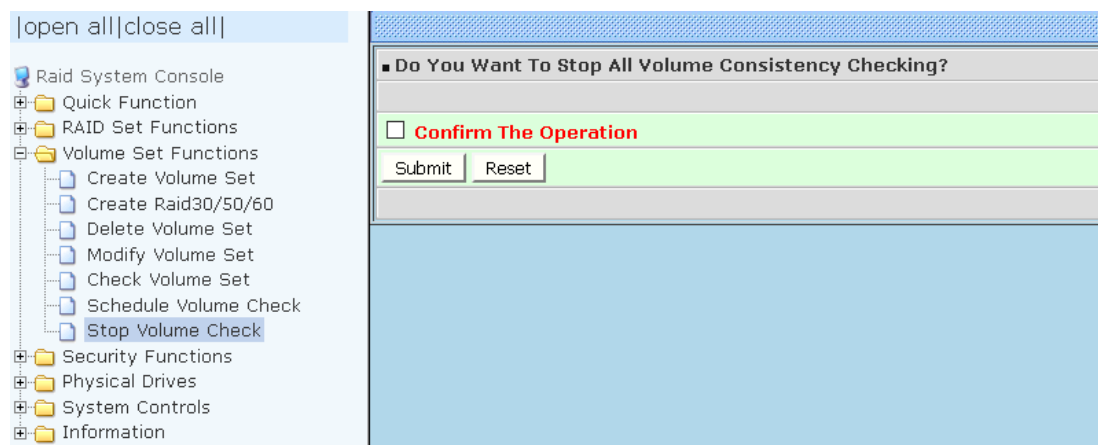 |open all|close all|
Raid System Console
Quick Function
RAID Set Functions
Volume Set Functions
Create Volume Set
Create Raid30/50/60
Delete Volume Set
Modify Volume Set
Check Volume Set
Schedule Volume Check
Stop Volume Check
Security Functions
Physical Drives
System Controls
Information
Do You Want To Stop All Volume Consistency Checking?
Confirm The Operation
Submit Reset